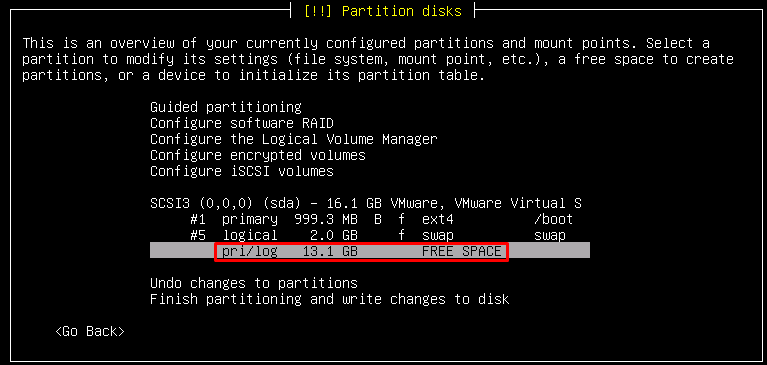 [!!] Partition disks
This is an overview of your currently configured partitions and mount points. Select a
partition to modify its settings (file system, mount point, etc.), a free space to create
partitions, or a device to initialize its partition table.
Guided partitioning
Configure software RAID
Configure the Logical Volume Manager
Configure encrypted volumes
Configure iSCSI volumes
SCSI3 (0,0,0) (sda) - 16.1 GB VMware, VMware Virtual S
#1 primary 999.3 MB B f ext4 /boot
#5 logical 2.0 GB f swap swap
pri/log 13.1 GB FREE SPACE
Undo changes to partitions
Finish partitioning and write changes to disk
<Go Back>